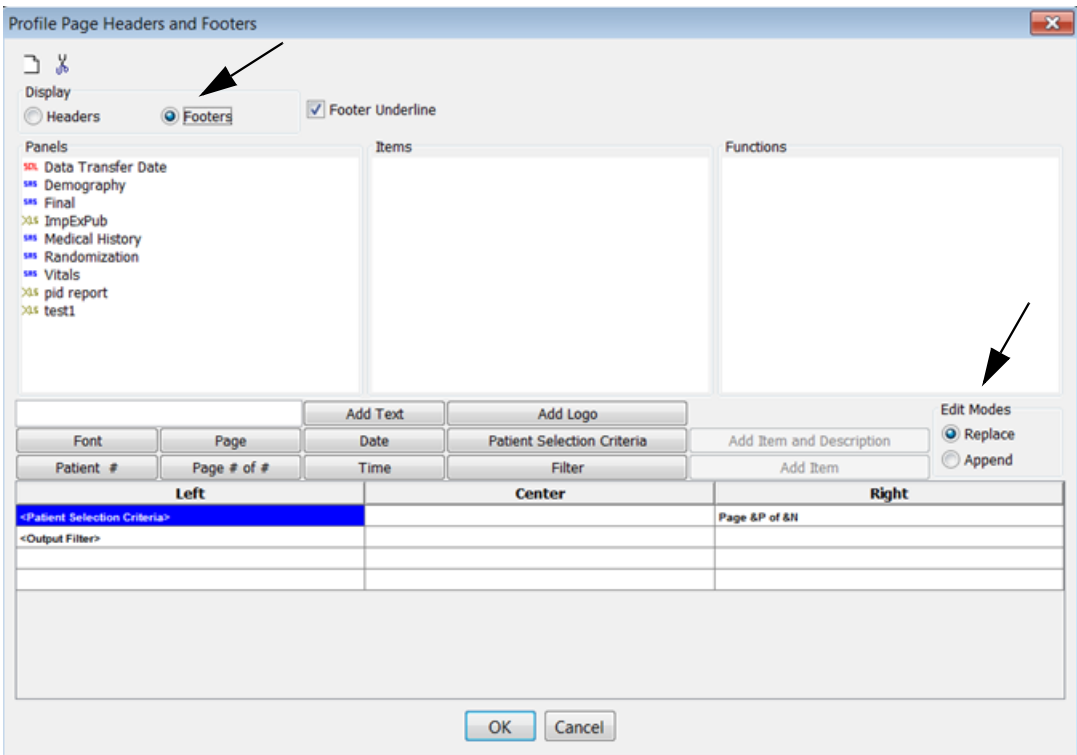 Profile Page Headers and Footers
Display
Headers Footers Footer Underline
Panels Items Functions
SDL Data Transfer Date
SRS Demography
SRS Final
XLS ImpExPub
SRS Medical History
SRS Randomization
SRS Vitals
XLS pid report
XLS test1
Add Text Add Logo Edit Modes
Font Page Date Patient Selection Criteria Add Item and Description Replace
Patient # Page # of # Time Filter Add Item Append
Left Center Right
<Patient Selection Criteria> Page &P of &N
<Output Filter>
OK Cancel